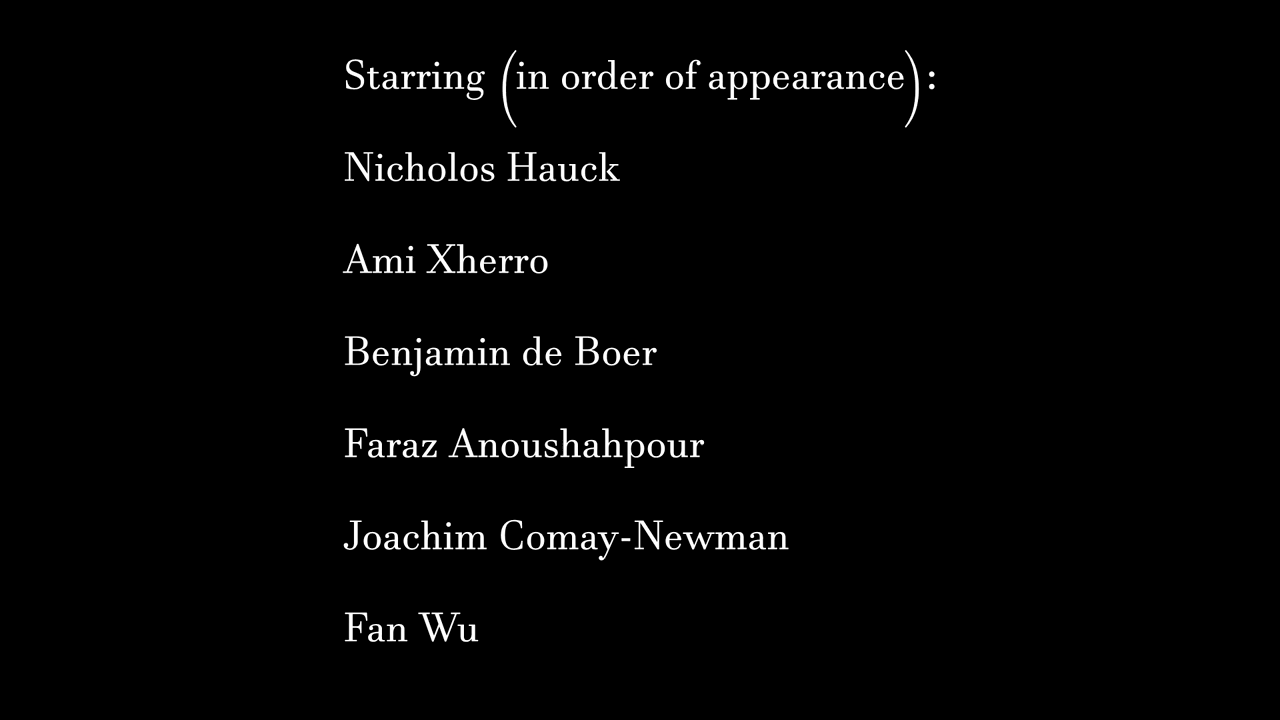 Starring (in order of appearance):
Nicholos Hauck
Ami Xherro
Benjamin de Boer
Faraz Anoushahpour
Joachim Comay-Newman
Fan Wu